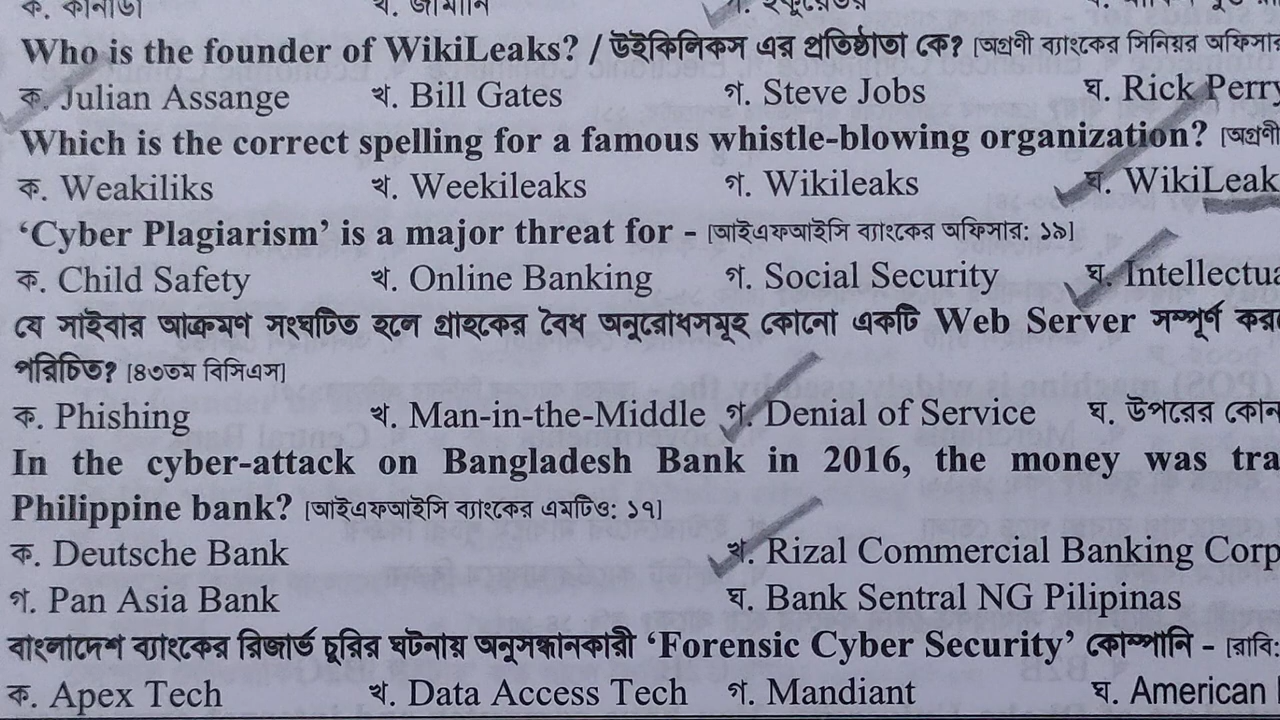 ক. কানাডা খ. জার্মানি
Who is the founder of WikiLeaks? / উইকিলিকস এর প্রতিষ্ঠাতা কে? [অগ্রণী ব্যাংকের সিনিয়র অফিসার
ক. Julian Assange খ. Bill Gates গ. Steve Jobs ঘ. Rick Perry
Which is the correct spelling for a famous whistle-blowing organization? [অগ্রণী
ক. Weakiliks খ. Weekileaks গ. Wikileaks ঘ. WikiLeak
‘Cyber Plagiarism’ is a major threat for - [আইএফআইসি ব্যাংকের অফিসার: ১৯]
ক. Child Safety খ. Online Banking গ. Social Security ঘ. Intellectua
যে সাইবার আক্রমণ সংঘটিত হলে গ্রাহকের বৈধ অনুরোধসমূহ কোনো একটি Web Server সম্পূর্ণ কর
পরিচিত? [৪৩তম বিসিএস]
ক. Phishing খ. Man-in-the-Middle গ. Denial of Service ঘ. উপরের কোন
In the cyber-attack on Bangladesh Bank in 2016, the money was tra
Philippine bank? [আইএফআইসি ব্যাংকের এমটিও: ১৭]
ক. Deutsche Bank খ. Rizal Commercial Banking Corp
গ. Pan Asia Bank ঘ. Bank Sentral NG Pilipinas
বাংলাদেশ ব্যাংকের রিজার্ভ চুরির ঘটনায় অনুসন্ধানকারী ‘Forensic Cyber Security’ কোম্পানি - [রাবি:
ক. Apex Tech খ. Data Access Tech গ. Mandiant ঘ. American